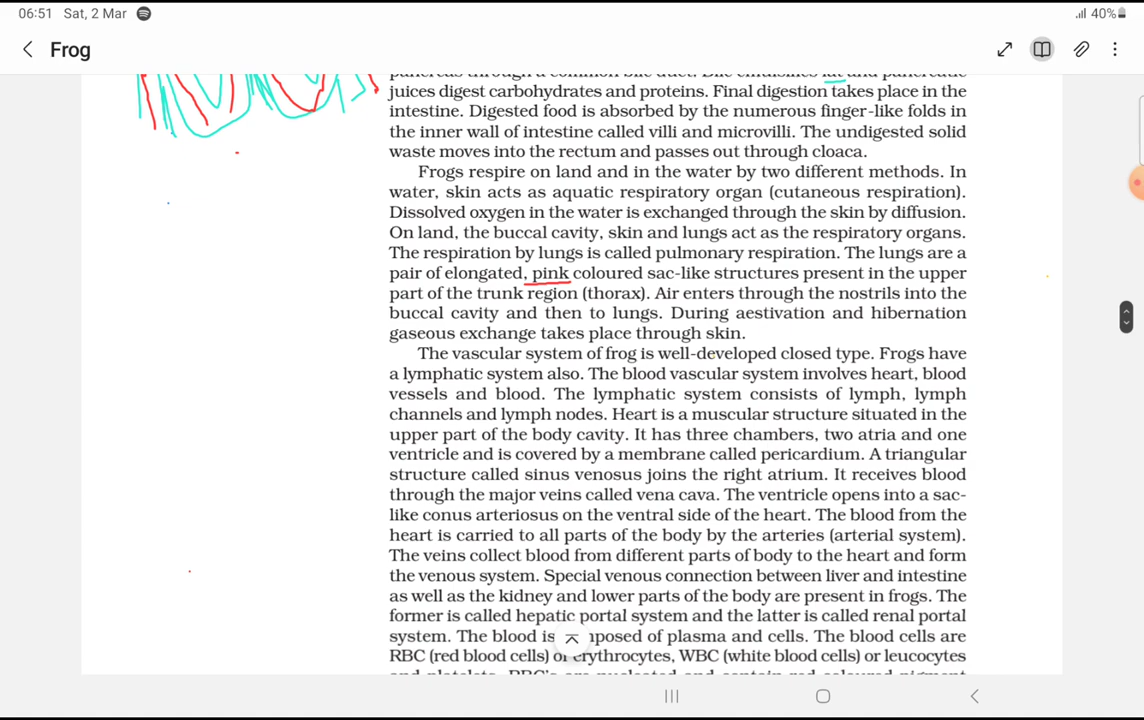 06:51 Sat, 2 Mar
40%
Frog
juices digest carbohydrates and proteins. Final digestion takes place in the
intestine. Digested food is absorbed by the numerous finger-like folds in
the inner wall of intestine called villi and microvilli. The undigested solid
waste moves into the rectum and passes out through cloaca.
Frogs respire on land and in the water by two different methods. In
water, skin acts as aquatic respiratory organ (cutaneous respiration).
Dissolved oxygen in the water is exchanged through the skin by diffusion.
On land, the buccal cavity, skin and lungs act as the respiratory organs.
The respiration by lungs is called pulmonary respiration. The lungs are a
pair of elongated, pink coloured sac-like structures present in the upper
part of the trunk region (thorax). Air enters through the nostrils into the
buccal cavity and then to lungs. During aestivation and hibernation
gaseous exchange takes place through skin.
The vascular system of frog is well-developed closed type. Frogs have
a lymphatic system also. The blood vascular system involves heart, blood
vessels and blood. The lymphatic system consists of lymph, lymph
channels and lymph nodes. Heart is a muscular structure situated in the
upper part of the body cavity. It has three chambers, two atria and one
ventricle and is covered by a membrane called pericardium. A triangular
structure called sinus venosus joins the right atrium. It receives blood
through the major veins called vena cava. The ventricle opens into a sac-
like conus arteriosus on the ventral side of the heart. The blood from the
heart is carried to all parts of the body by the arteries (arterial system).
The veins collect blood from different parts of body to the heart and form
the venous system. Special venous connection between liver and intestine
as well as the kidney and lower parts of the body are present in frogs. The
former is called hepatic portal system and the latter is called renal portal
system. The blood is posed of plasma and cells. The blood cells are
RBC (red blood cells) or erythrocytes, WBC (white blood cells) or leucocytes